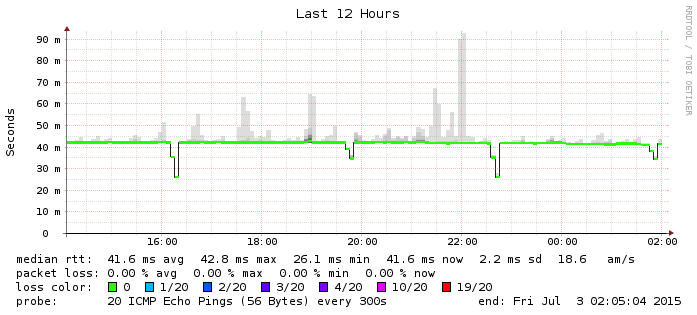 Last 12 Hours
RRDTOOL / TOBI OETIKER
Seconds
90 m
80 m
70 m
60 m
50 m
40 m
30 m
20 m
10 m
0
16:00 18:00 20:00 22:00 00:00 02:00
median rtt: 41.6 ms avg 42.8 ms max 26.1 ms min 41.6 ms now 2.2 ms sd 18.6 am/s
packet loss: 0.00 % avg 0.00 % max 0.00 % min 0.00 % now
loss color: 0 1/20 2/20 3/20 4/20 10/20 19/20
probe: 20 ICMP Echo Pings (56 Bytes) every 300s end: Fri Jul 3 02:05:04 2015